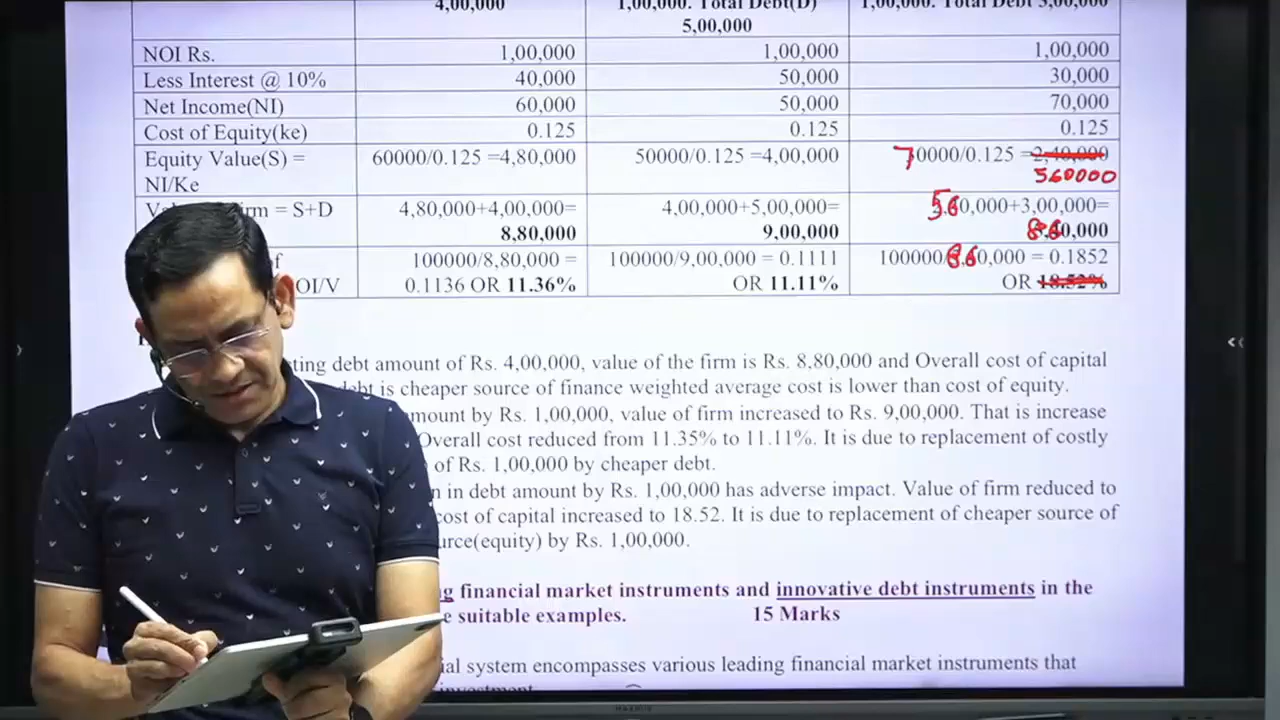 4,00,000 1,00,000. Total Debt(D) 1,00,000. Total Debt 3,00,000
5,00,000
NOI Rs. 1,00,000 1,00,000 1,00,000
Less Interest @ 10% 40,000 50,000 30,000
Net Income(NI) 60,000 50,000 70,000
Cost of Equity(ke) 0.125 0.125 0.125
Equity Value(S) = 60000/0.125 =4,80,000 50000/0.125 =4,00,000 70000/0.125 =2,40,000
NI/Ke 560000
= S+D 4,80,000+4,00,000= 4,00,000+5,00,000= 560,000+3,00,000=
8,80,000 9,00,000 860,000
100000/8,80,000 = 100000/9,00,000 = 0.1111 100000/860,000 = 0.1852
OI/V 0.1136 OR 11.36% OR 11.11% OR 18.52%
ting debt amount of Rs. 4,00,000, value of the firm is Rs. 8,80,000 and Overall cost of capital
debt is cheaper source of finance weighted average cost is lower than cost of equity.
mount by Rs. 1,00,000, value of firm increased to Rs. 9,00,000. That is increase
Overall cost reduced from 11.35% to 11.11%. It is due to replacement of costly
of Rs. 1,00,000 by cheaper debt.
n in debt amount by Rs. 1,00,000 has adverse impact. Value of firm reduced to
cost of capital increased to 18.52. It is due to replacement of cheaper source of
urce(equity) by Rs. 1,00,000.
g financial market instruments and innovative debt instruments in the
e suitable examples. 15 Marks
ial system encompasses various leading financial market instruments that